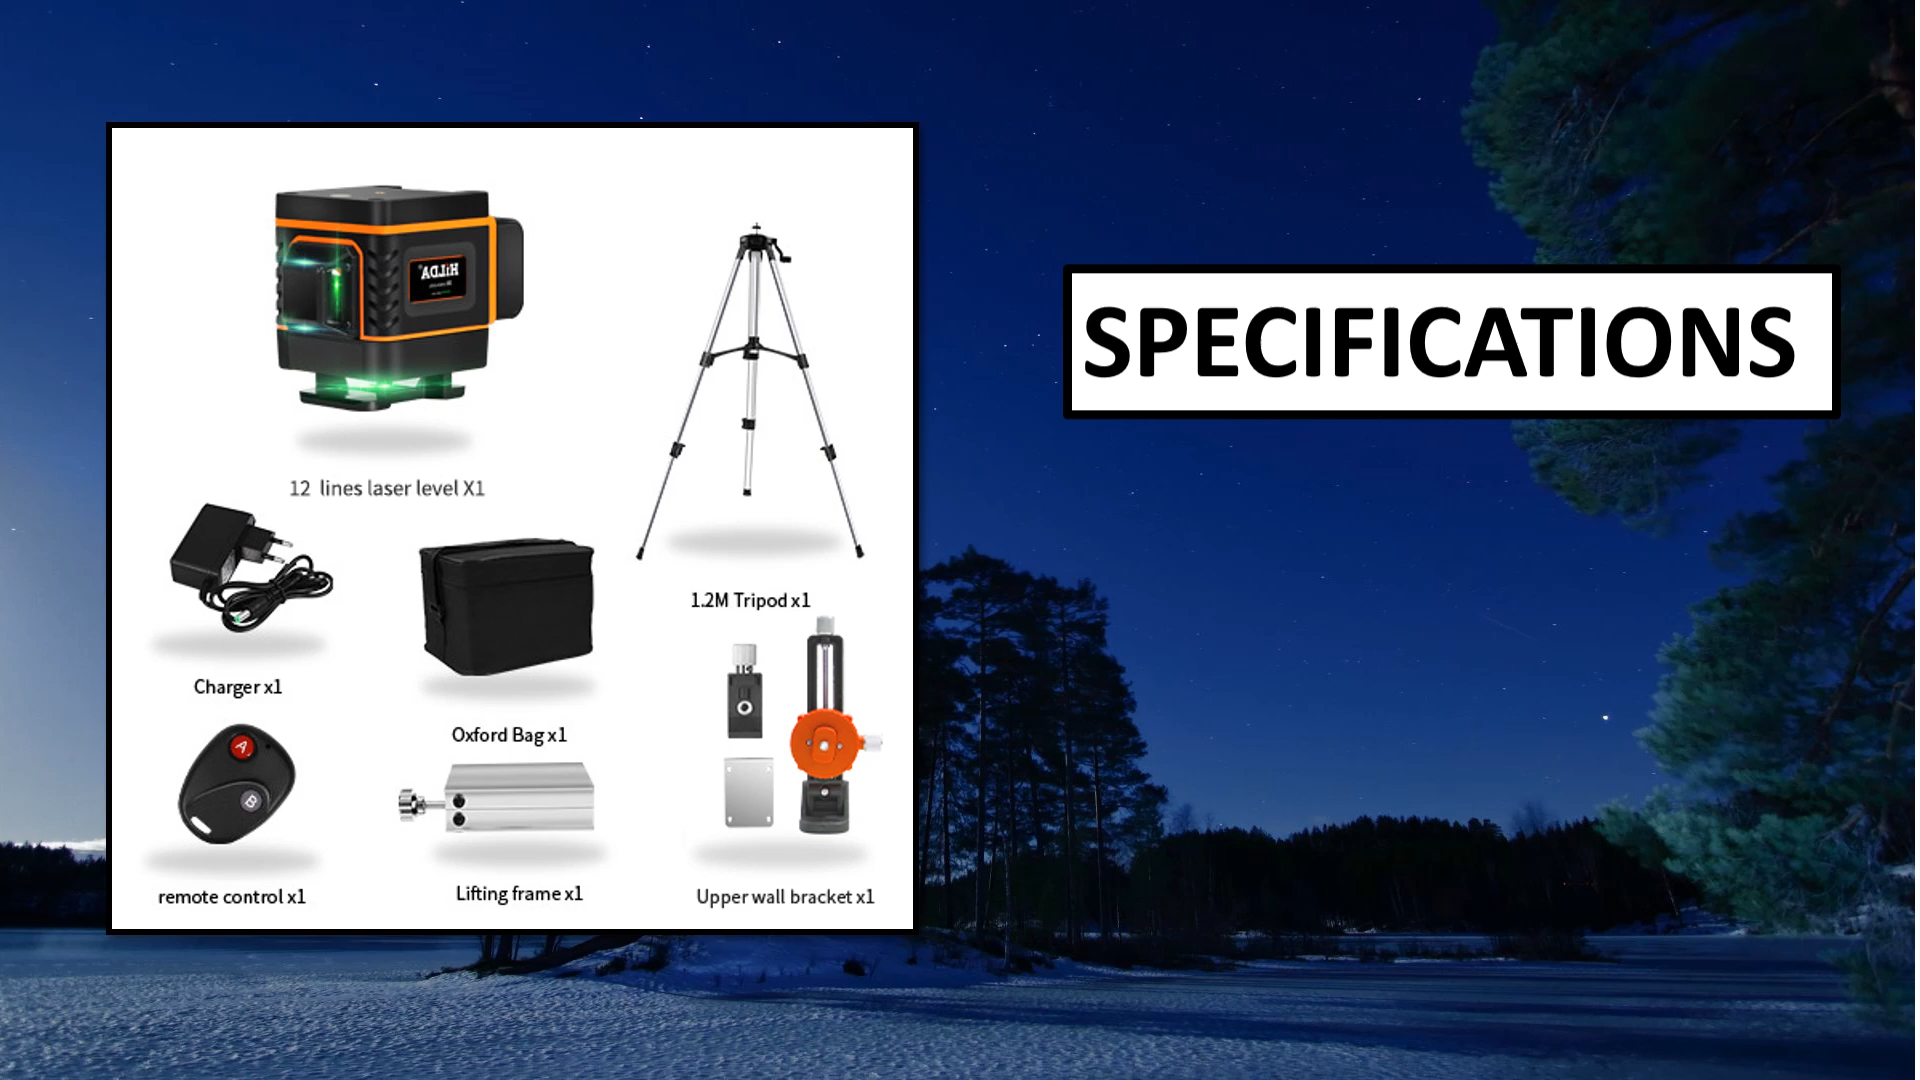 HiLDA
12 lines laser level X1
SPECIFICATIONS
1.2M Tripod x1
Charger x1
Oxford Bag x1
A
B
remote control x1
Lifting frame x1
Upper wall bracket x1